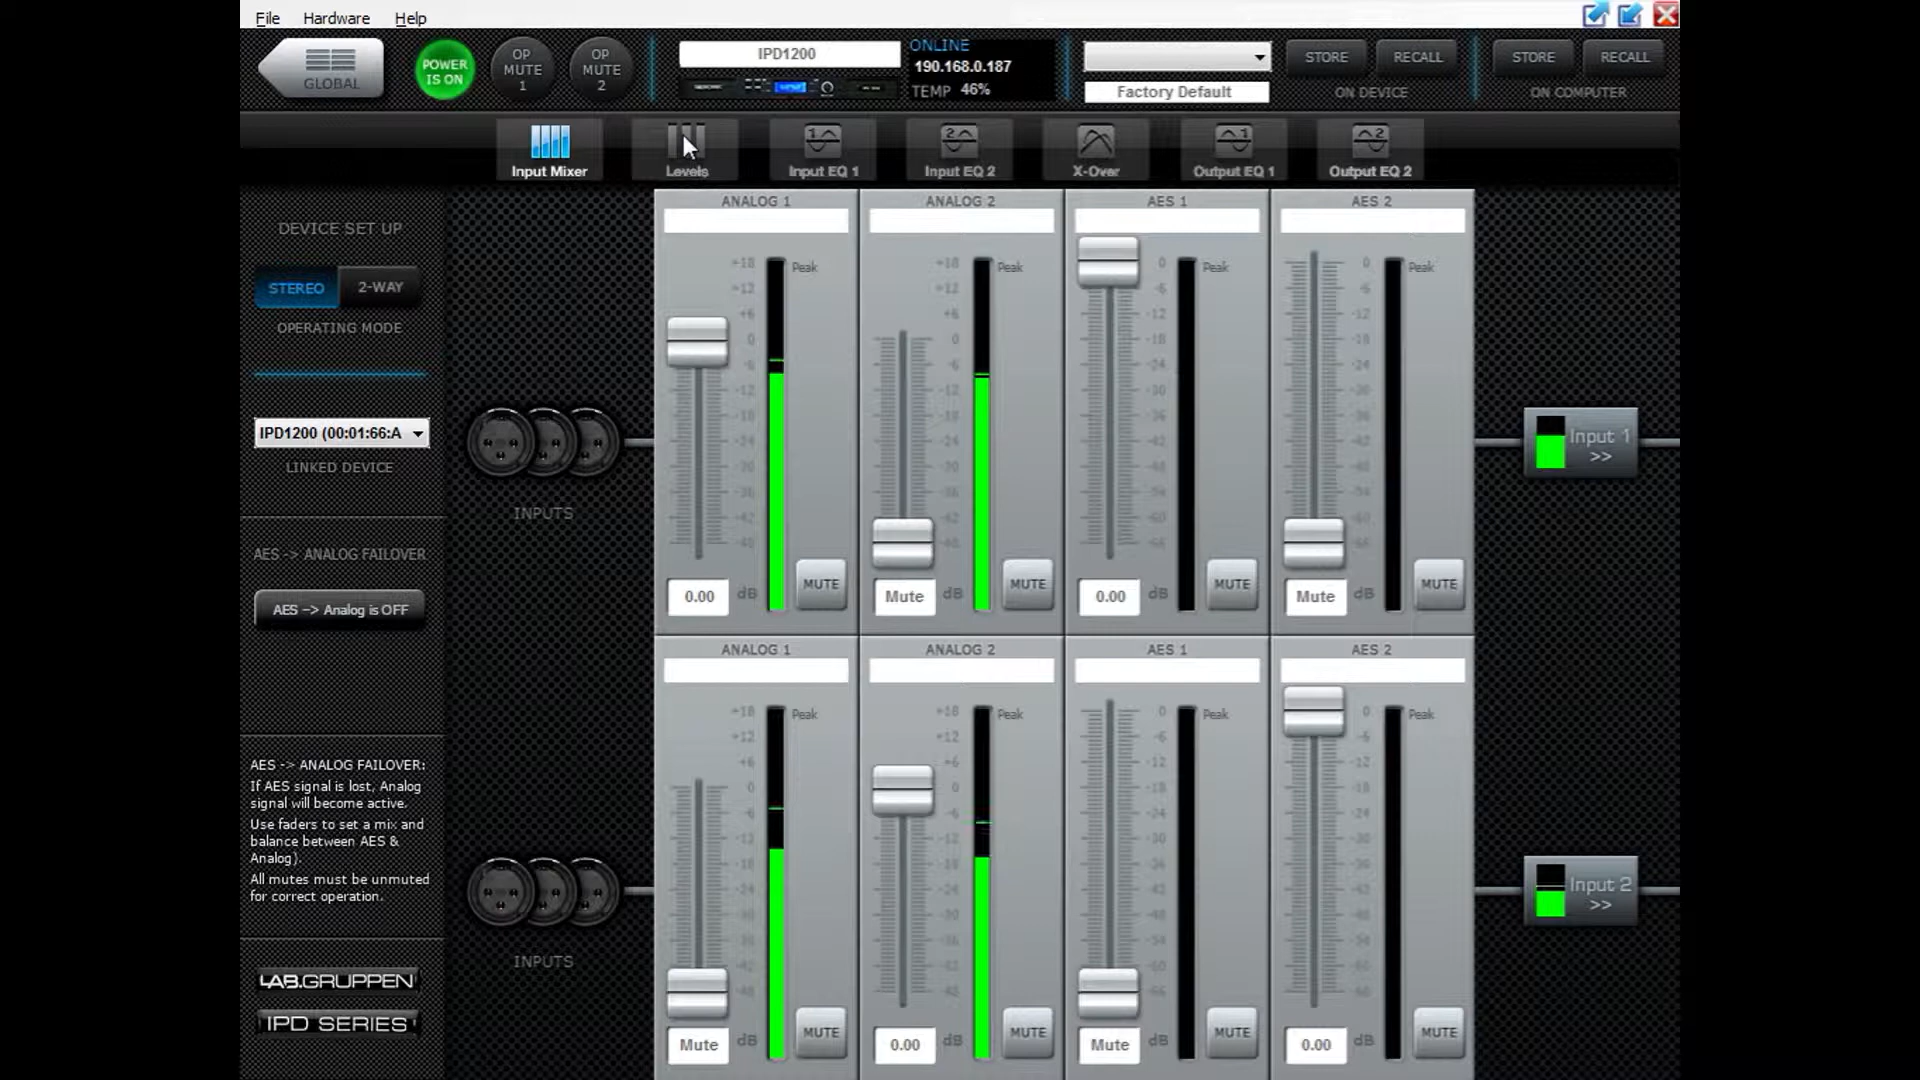 File Hardware Help
GLOBAL
POWER IS ON
OP MUTE 1
OP MUTE 2
IPD1200
ONLINE
190.168.0.187
TEMP 46%
Factory Default
STORE RECALL
ON DEVICE
STORE RECALL
ON COMPUTER
Input Mixer
Levels
Input EQ 1
Input EQ 2
X-Over
Output EQ 1
Output EQ 2
DEVICE SET UP
STEREO 2-WAY
OPERATING MODE
IPD1200 (00:01:66:A
LINKED DEVICE
AES -> ANALOG FAILOVER
AES -> Analog is OFF
AES -> ANALOG FAILOVER:
If AES signal is lost, Analog
signal will become active.
Use faders to set a mix and
balance between AES &
Analog).
All mutes must be unmuted
for correct operation.
LAB.GRUPPEN
IPD SERIES
INPUTS
INPUTS
ANALOG 1 ANALOG 2 AES 1 AES 2
Peak Peak Peak Peak
MUTE MUTE MUTE MUTE
0.00 dB Mute dB 0.00 dB Mute dB
ANALOG 1 ANALOG 2 AES 1 AES 2
Peak Peak Peak Peak
MUTE MUTE MUTE MUTE
Mute dB 0.00 dB Mute dB 0.00 dB
Input 1
>>
Input 2
>>